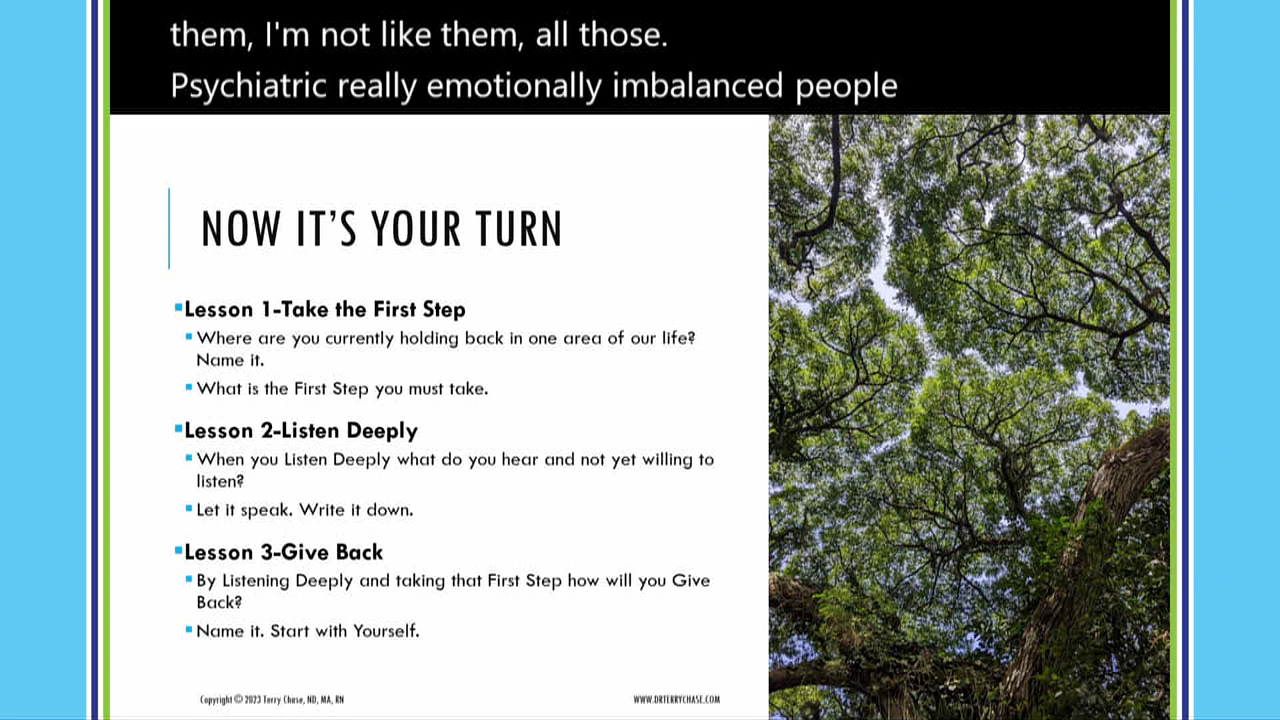 them, I'm not like them, all those.
Psychiatric really emotionally imbalanced people
NOW IT'S YOUR TURN
Lesson 1-Take the First Step
Where are you currently holding back in one area of our life?
Name it.
What is the First Step you must take.
Lesson 2-Listen Deeply
When you Listen Deeply what do you hear and not yet willing to
listen?
Let it speak. Write it down.
Lesson 3-Give Back
By Listening Deeply and taking that First Step how will you Give
Back?
Name it. Start with Yourself.
Copyright © 2023 Terry Chase, ND, MA, RN
WWW.DRTERRYCHASE.COM